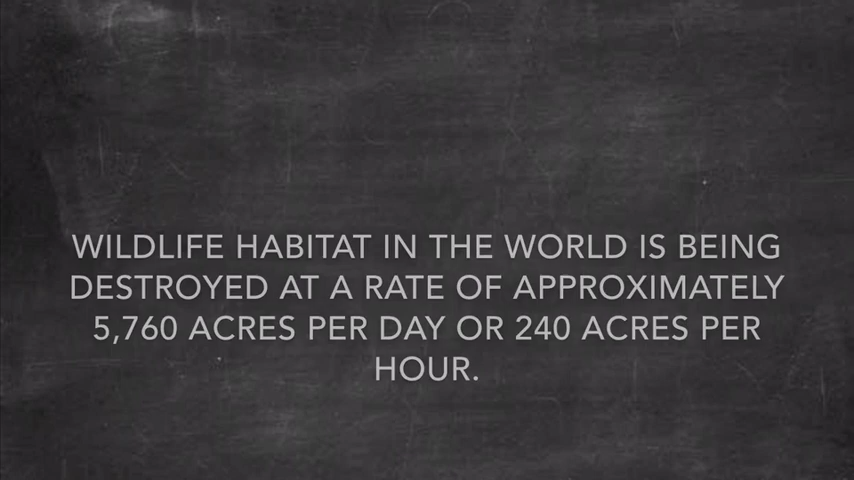 WILDLIFE HABITAT IN THE WORLD IS BEING
DESTROYED AT A RATE OF APPROXIMATELY
5,760 ACRES PER DAY OR 240 ACRES PER
HOUR.